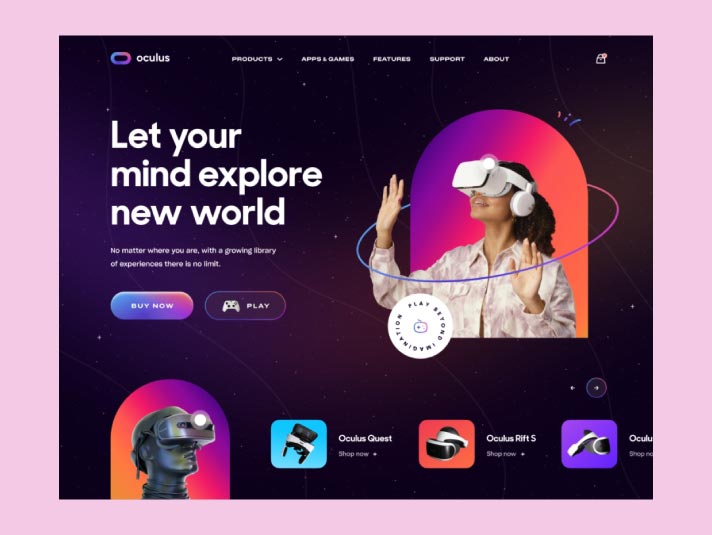 oculus
PRODUCTS
APPS & GAMES
FEATURES
SUPPORT
ABOUT
Let your
mind explore
new world
No matter where you are, with a growing library
of experiences there is no limit.
BUY NOW
PLAY
PLAY BEYOND IMAGINATION
Oculus Quest
Shop now +
Oculus Rift S
Shop now +
Oculu
Shop no